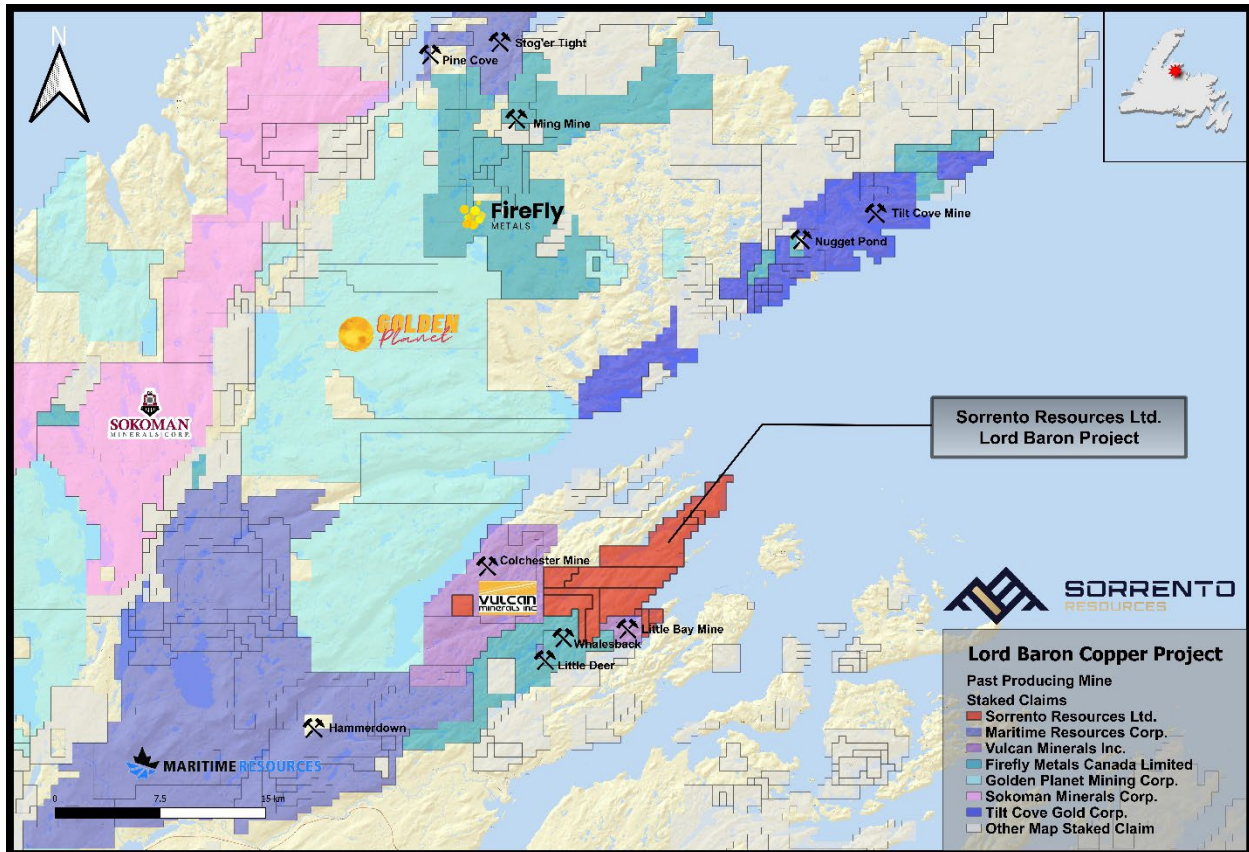 N
Stog'er Tight
Pine Cove
Ming Mine
FireFly
METALS
Tilt Cove Mine
Nugget Pond
GOLDEN
Planet
SOKOMAN
MINERALS CORP.
Sorrento Resources Ltd.
Lord Baron Project
Colchester Mine
VULCAN
minerals inc
Little Bay Mine
Whalesback
Little Deer
Hammerdown
MARITIME RESOURCES
0 7.5 15 km
SORRENTO
RESOURCES
Lord Baron Copper Project
Past Producing Mine
Staked Claims
Sorrento Resources Ltd.
Maritime Resources Corp.
Vulcan Minerals Inc.
Firefly Metals Canada Limited
Golden Planet Mining Corp.
Sokoman Minerals Corp.
Tilt Cove Gold Corp.
Other Map Staked Claim